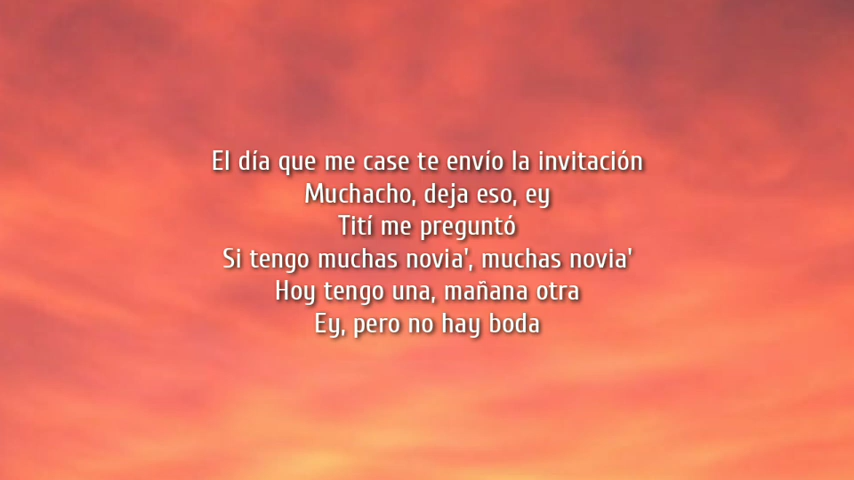 El día que me case te envío la invitación
Muchacho, deja eso, ey
Tití me preguntó
Si tengo muchas novia', muchas novia'
Hoy tengo una, mañana otra
Ey, pero no hay boda